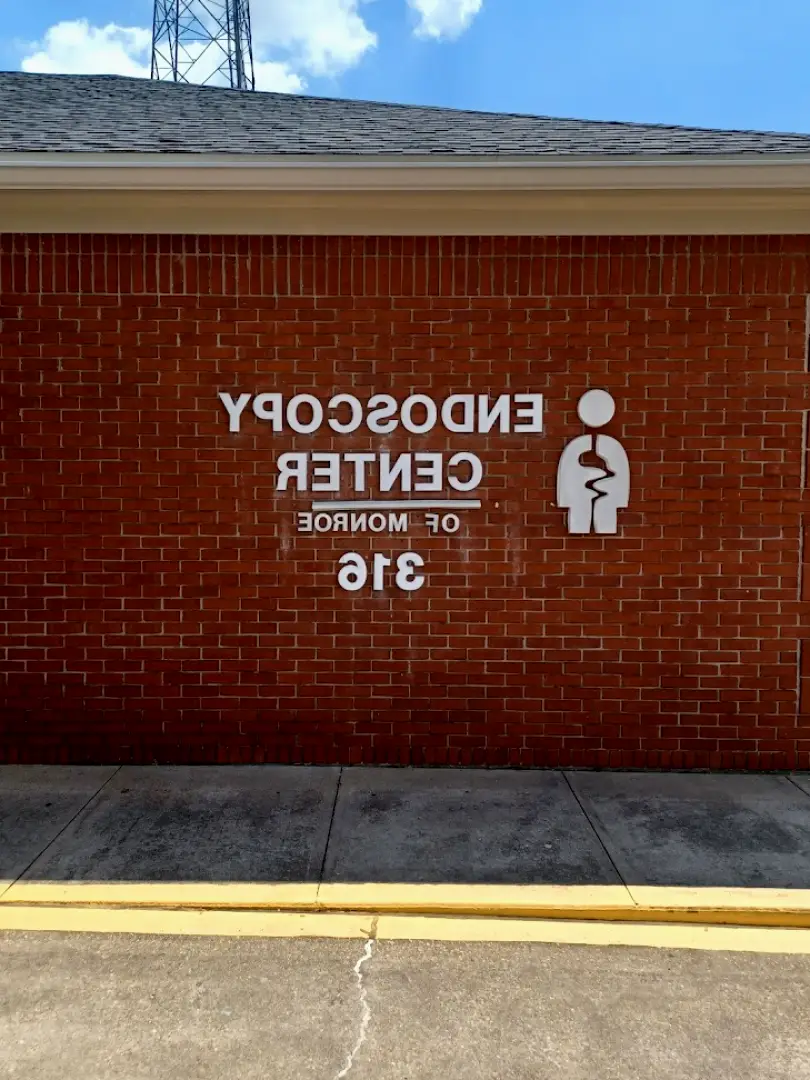 ENDOSCOPY
CENTER
OF MONROE
316